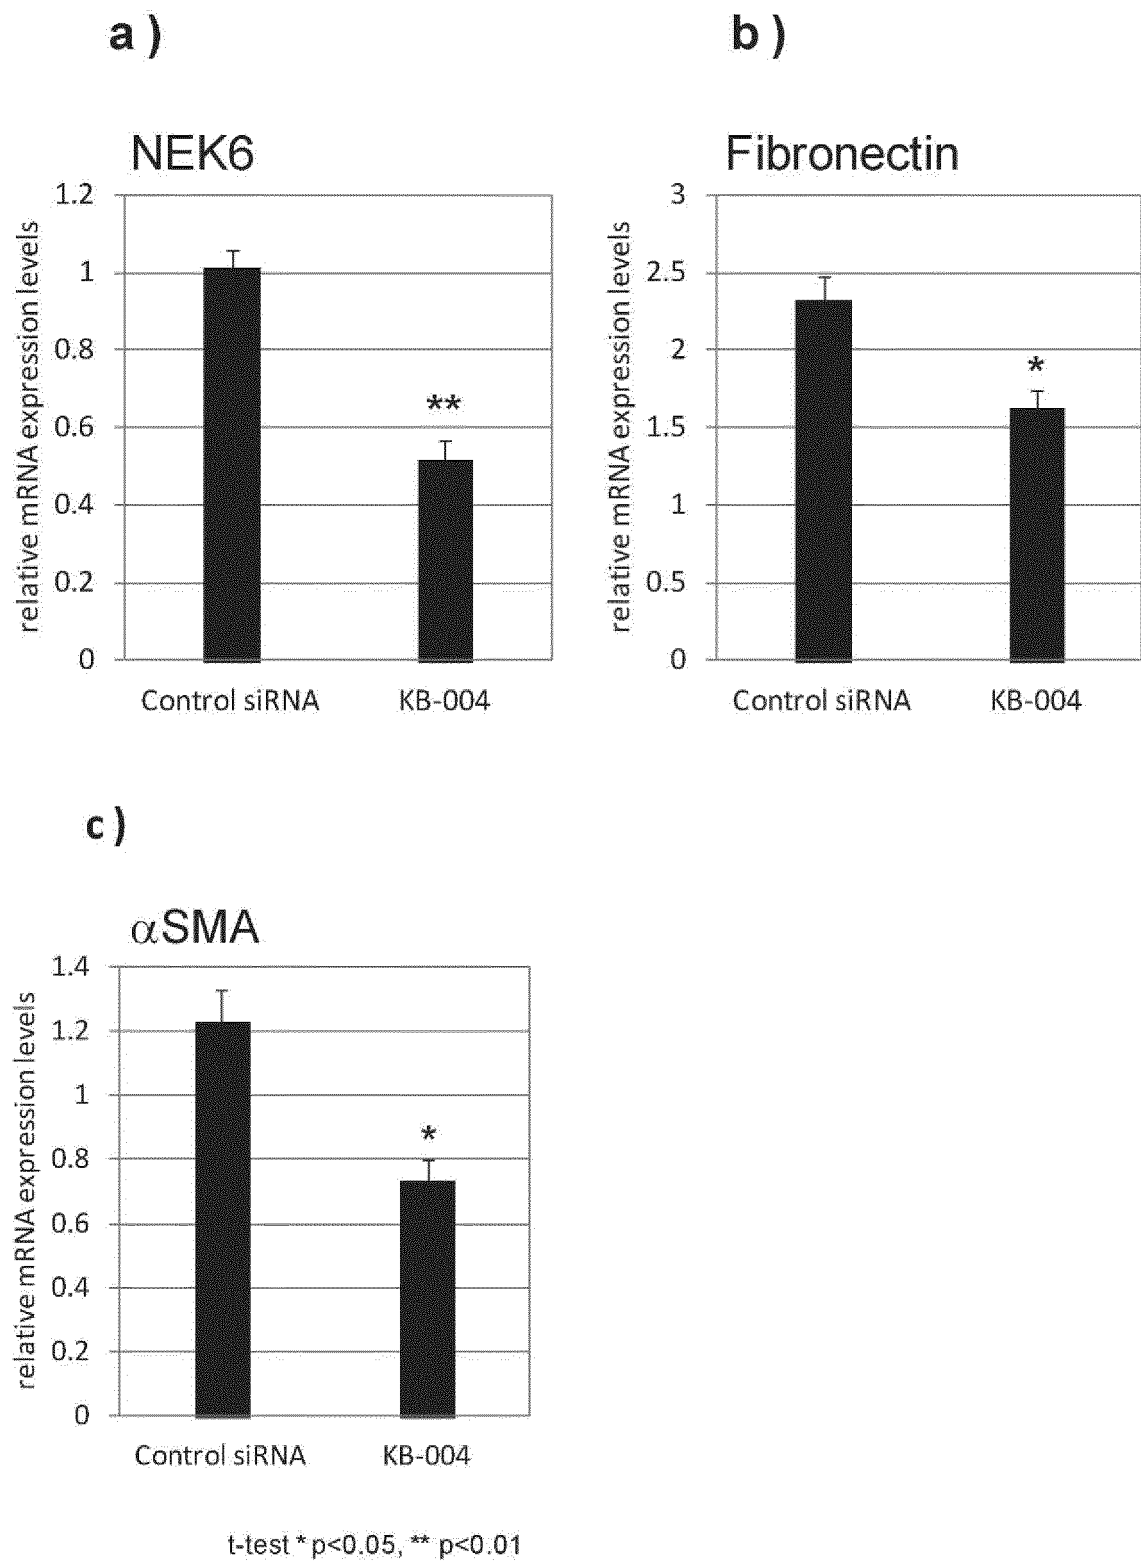 a )
NEK6
relative mRNA expression levels
1.2
1
0.8
0.6
0.4
0.2
0
**
Control siRNA KB-004
b )
Fibronectin
relative mRNA expression levels
3
2.5
2
1.5
1
0.5
0
*
Control siRNA KB-004
c )
αSMA
relative mRNA expression levels
1.4
1.2
1
0.8
0.6
0.4
0.2
0
*
Control siRNA KB-004
t-test * p<0.05, ** p<0.01